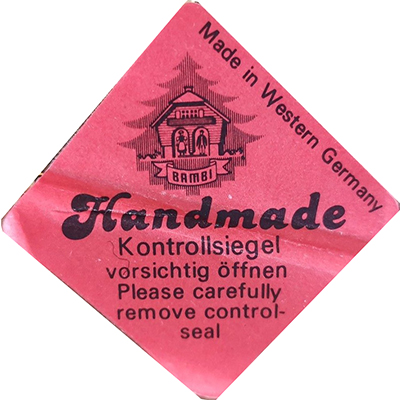 Made in Western Germany
BAMBI
Handmade
Kontrollsiegel
vorsichtig öffnen
Please carefully
remove control-
seal